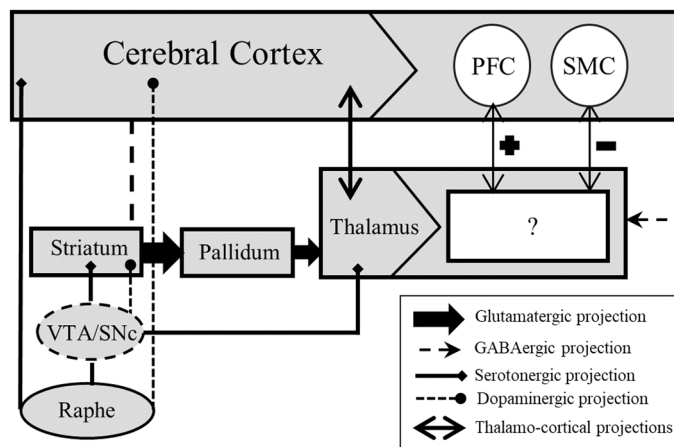 Cerebral Cortex
PFC
SMC
Striatum
Pallidum
Thalamus
?
VTA/SNc
Raphe
Glutamatergic projection
GABAergic projection
Serotonergic projection
Dopaminergic projection
Thalamo-cortical projections